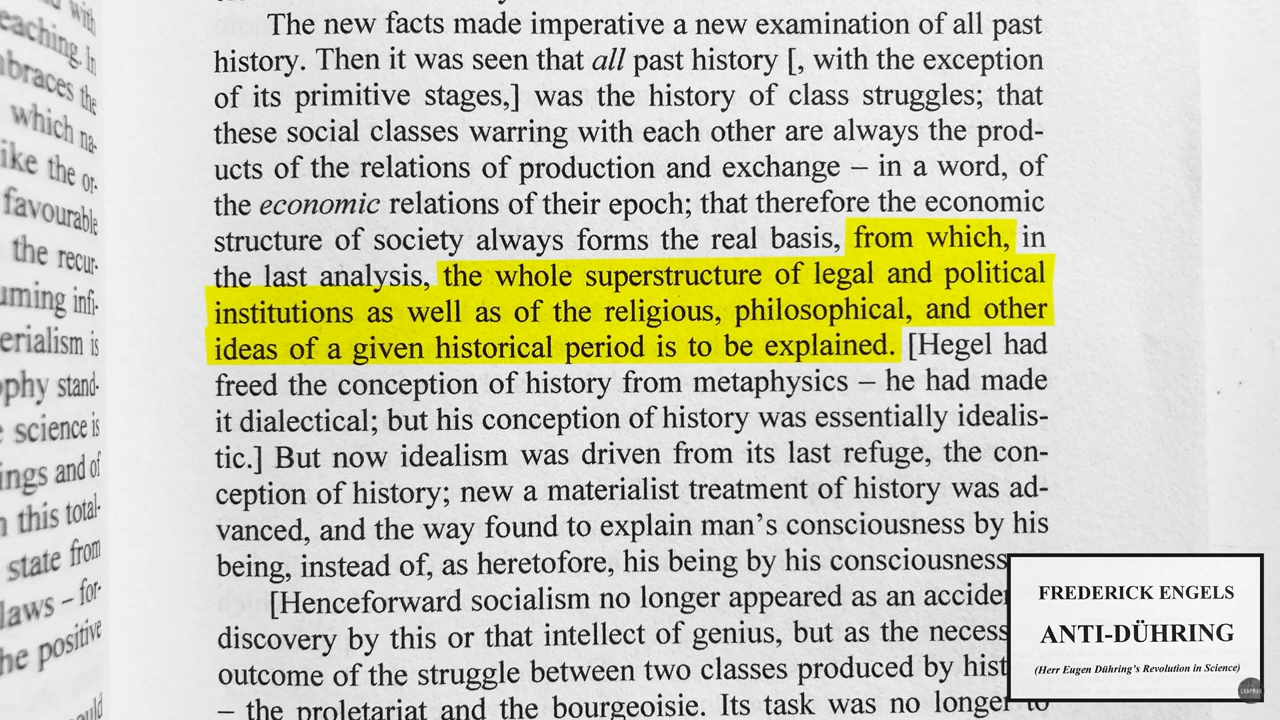 with
eaching. In
braces the
which na-
ike the or-
favourable
the recur-
uming infi-
erialism is
phy stand-
science is
ings and of
this total-
state from
laws – for-
he positive
ould
The new facts made imperative a new examination of all past
history. Then it was seen that all past history [, with the exception
of its primitive stages,] was the history of class struggles; that
these social classes warring with each other are always the prod-
ucts of the relations of production and exchange – in a word, of
the economic relations of their epoch; that therefore the economic
structure of society always forms the real basis, from which, in
the last analysis, the whole superstructure of legal and political
institutions as well as of the religious, philosophical, and other
ideas of a given historical period is to be explained. [Hegel had
freed the conception of history from metaphysics – he had made
it dialectical; but his conception of history was essentially idealis-
tic.] But now idealism was driven from its last refuge, the con-
ception of history; new a materialist treatment of history was ad-
vanced, and the way found to explain man's consciousness by his
being, instead of, as heretofore, his being by his consciousness
[Henceforward socialism no longer appeared as an acciden
discovery by this or that intellect of genius, but as the necess
outcome of the struggle between two classes produced by hist
– the proletariat and the bourgeoisie. Its task was no longer to
FREDERICK ENGELS
ANTI-DÜHRING
(Herr Eugen Dühring's Revolution in Science)